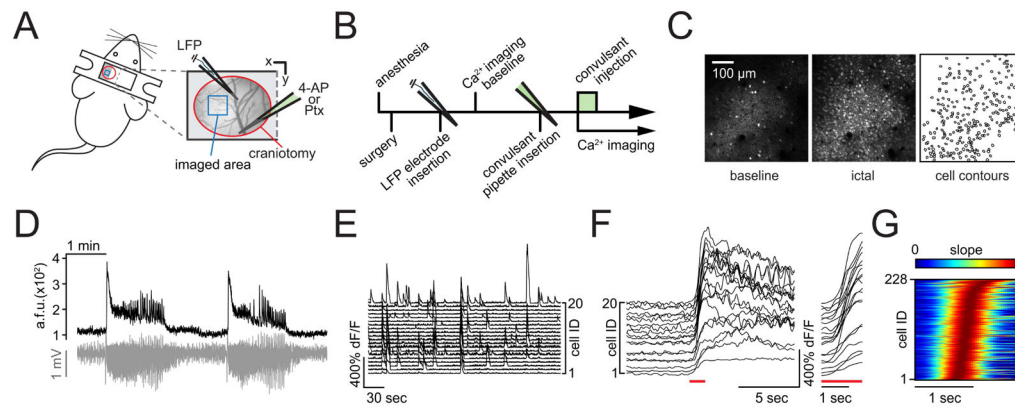 A
LFP
x
y
4-AP
or
Ptx
imaged area
craniotomy
B
anesthesia
surgery
LFP electrode
insertion
Ca²⁺ imaging
baseline
convulsant
pipette insertion
convulsant
injection
Ca²⁺ imaging
C
100 µm
baseline
ictal
cell contours
D
1 min
a.f.u.(x10²)
4
3
2
1
1 mV
E
20
cell ID
1
400% dF/F
30 sec
F
20
cell ID
1
400% dF/F
5 sec
1 sec
G
0
slope
228
cell ID
1
1 sec